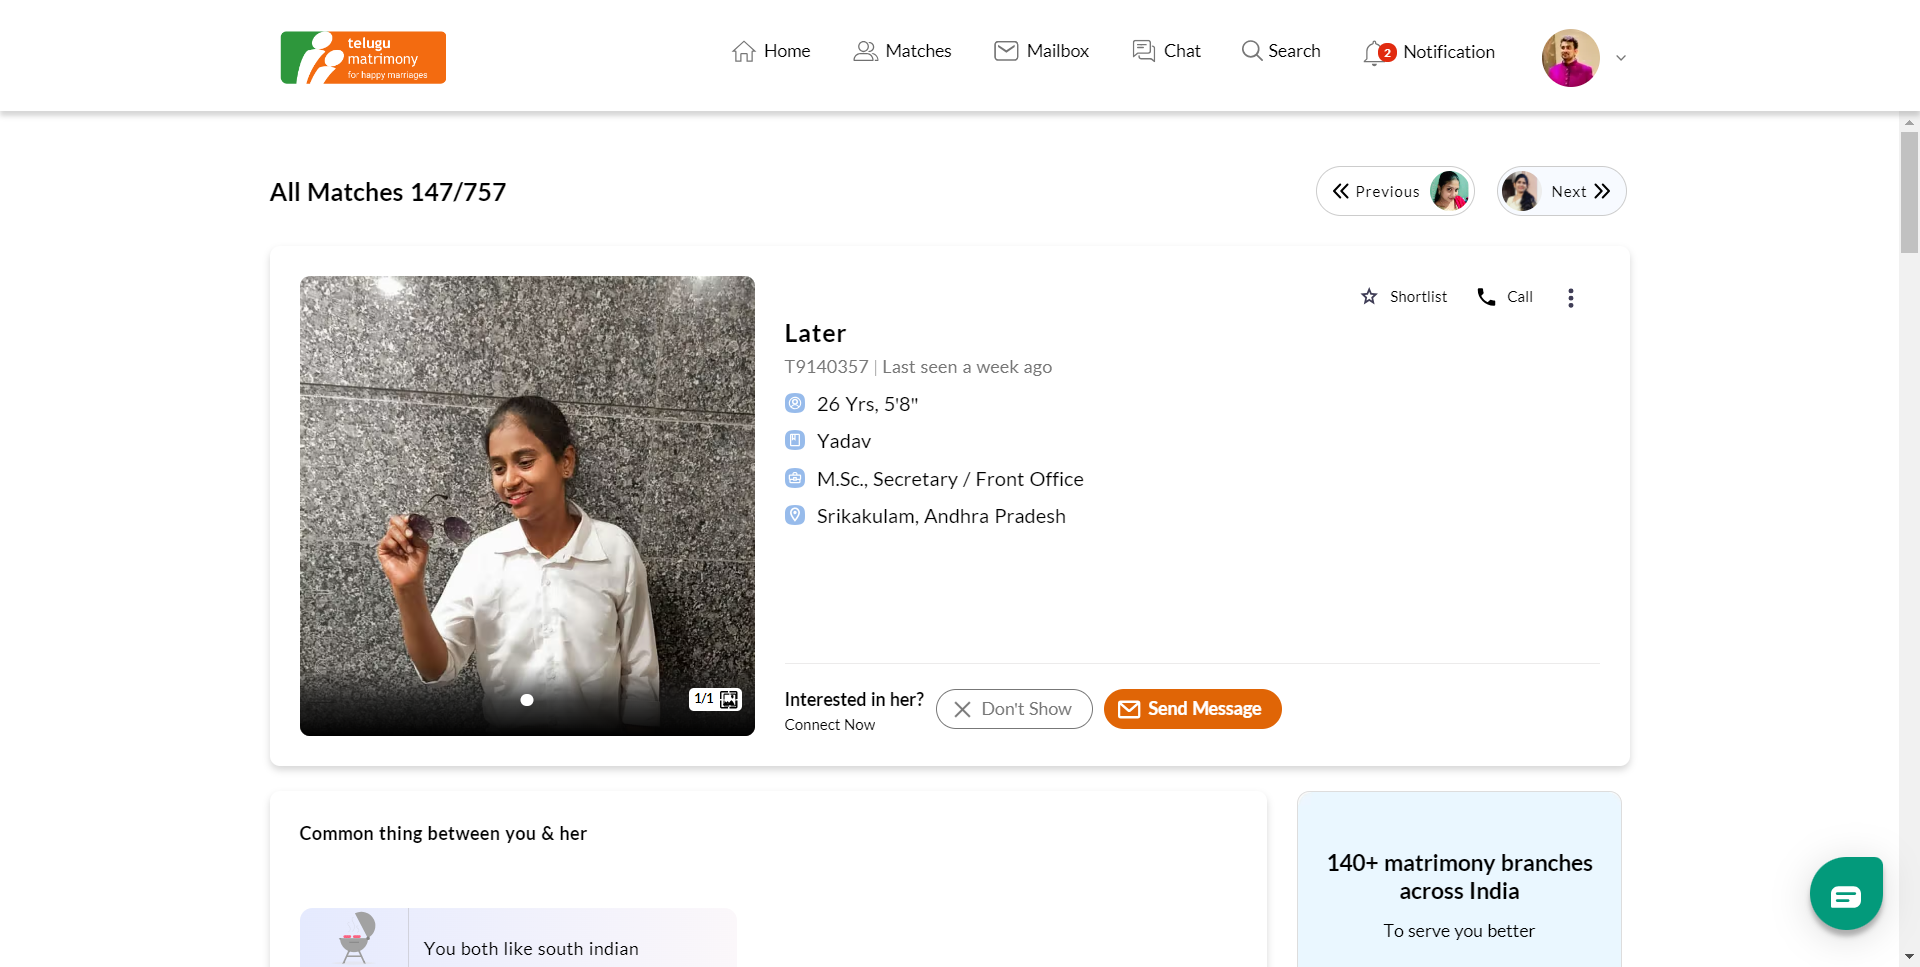 telugu
matrimony
for happy marriages
Home
Matches
Mailbox
Chat
Search
2
Notification
All Matches 147/757
Previous
Next
Shortlist
Call
Later
T9140357 | Last seen a week ago
26 Yrs, 5'8"
Yadav
M.Sc., Secretary / Front Office
Srikakulam, Andhra Pradesh
1/1
Interested in her?
Connect Now
Don't Show
Send Message
Common thing between you & her
You both like south indian
140+ matrimony branches
across India
To serve you better